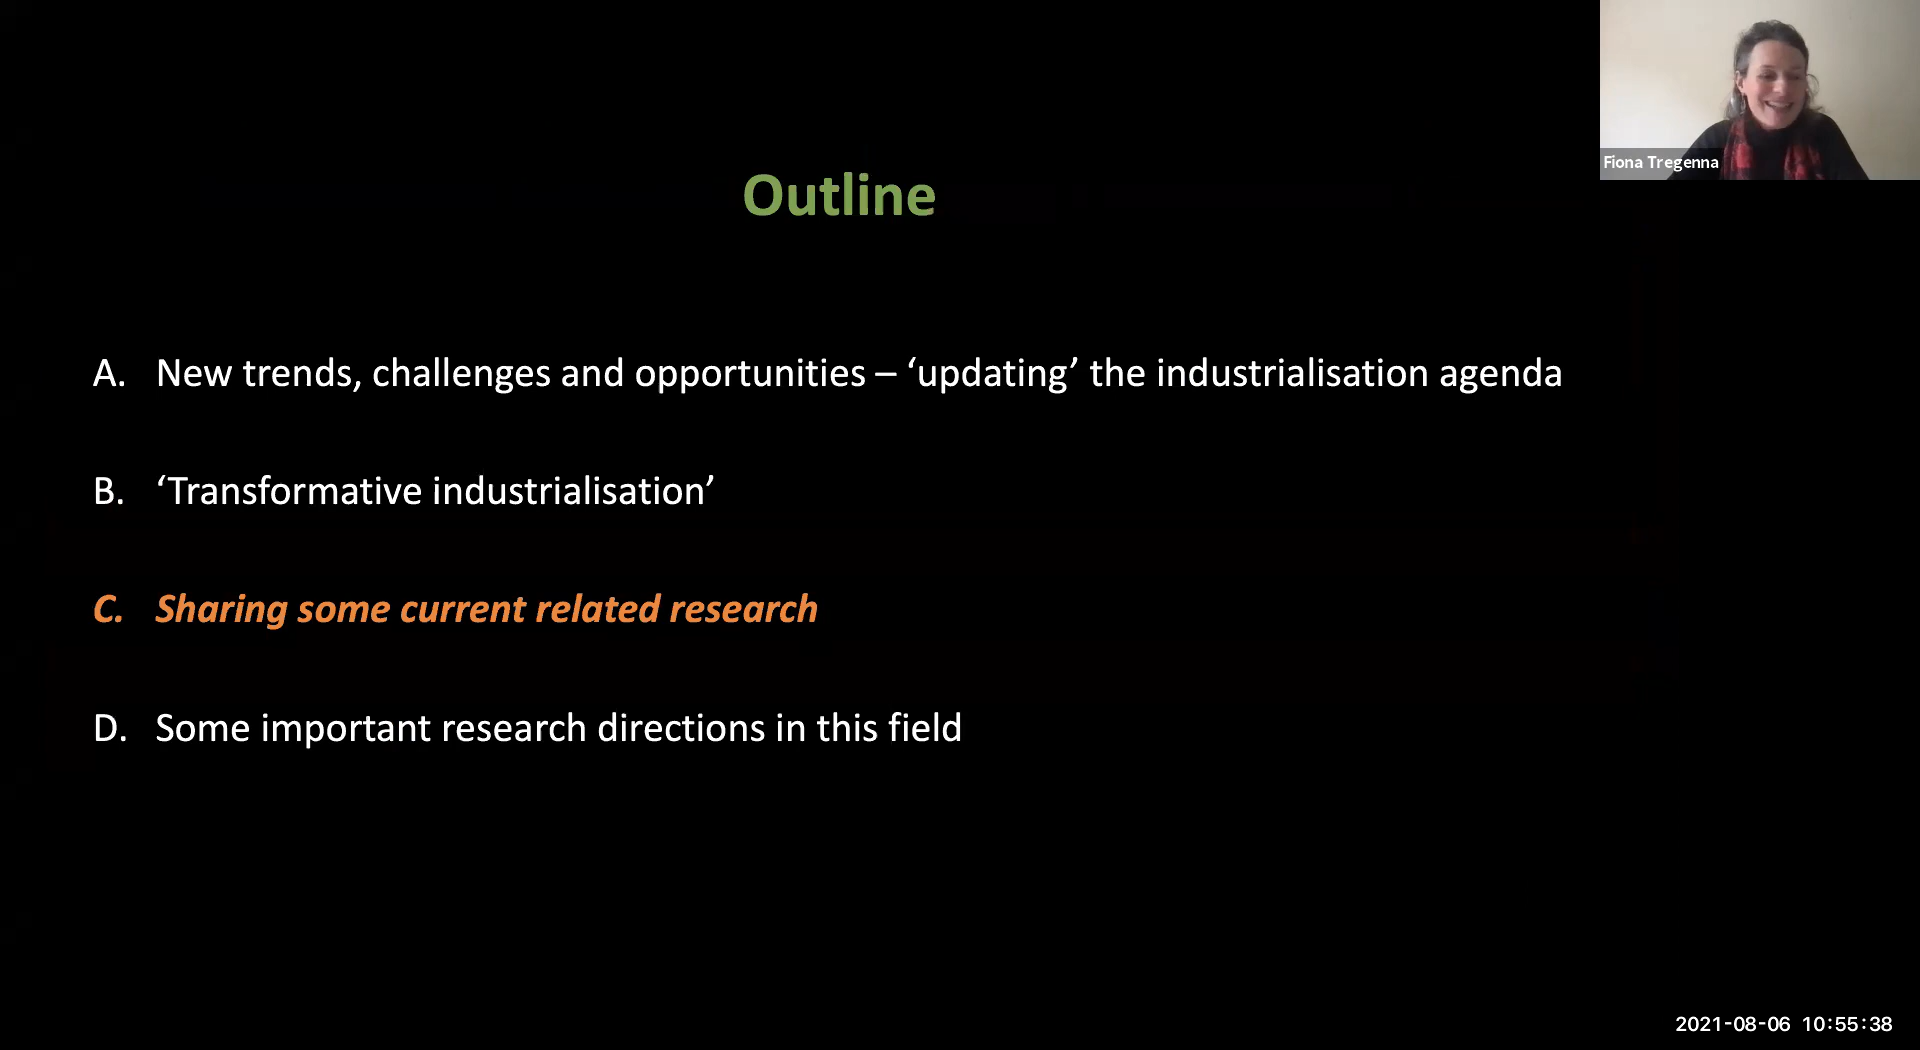 Fiona Tregenna
Outline
A. New trends, challenges and opportunities – ‘updating’ the industrialisation agenda
B. ‘Transformative industrialisation’
C. Sharing some current related research
D. Some important research directions in this field
2021-08-06 10:55:38